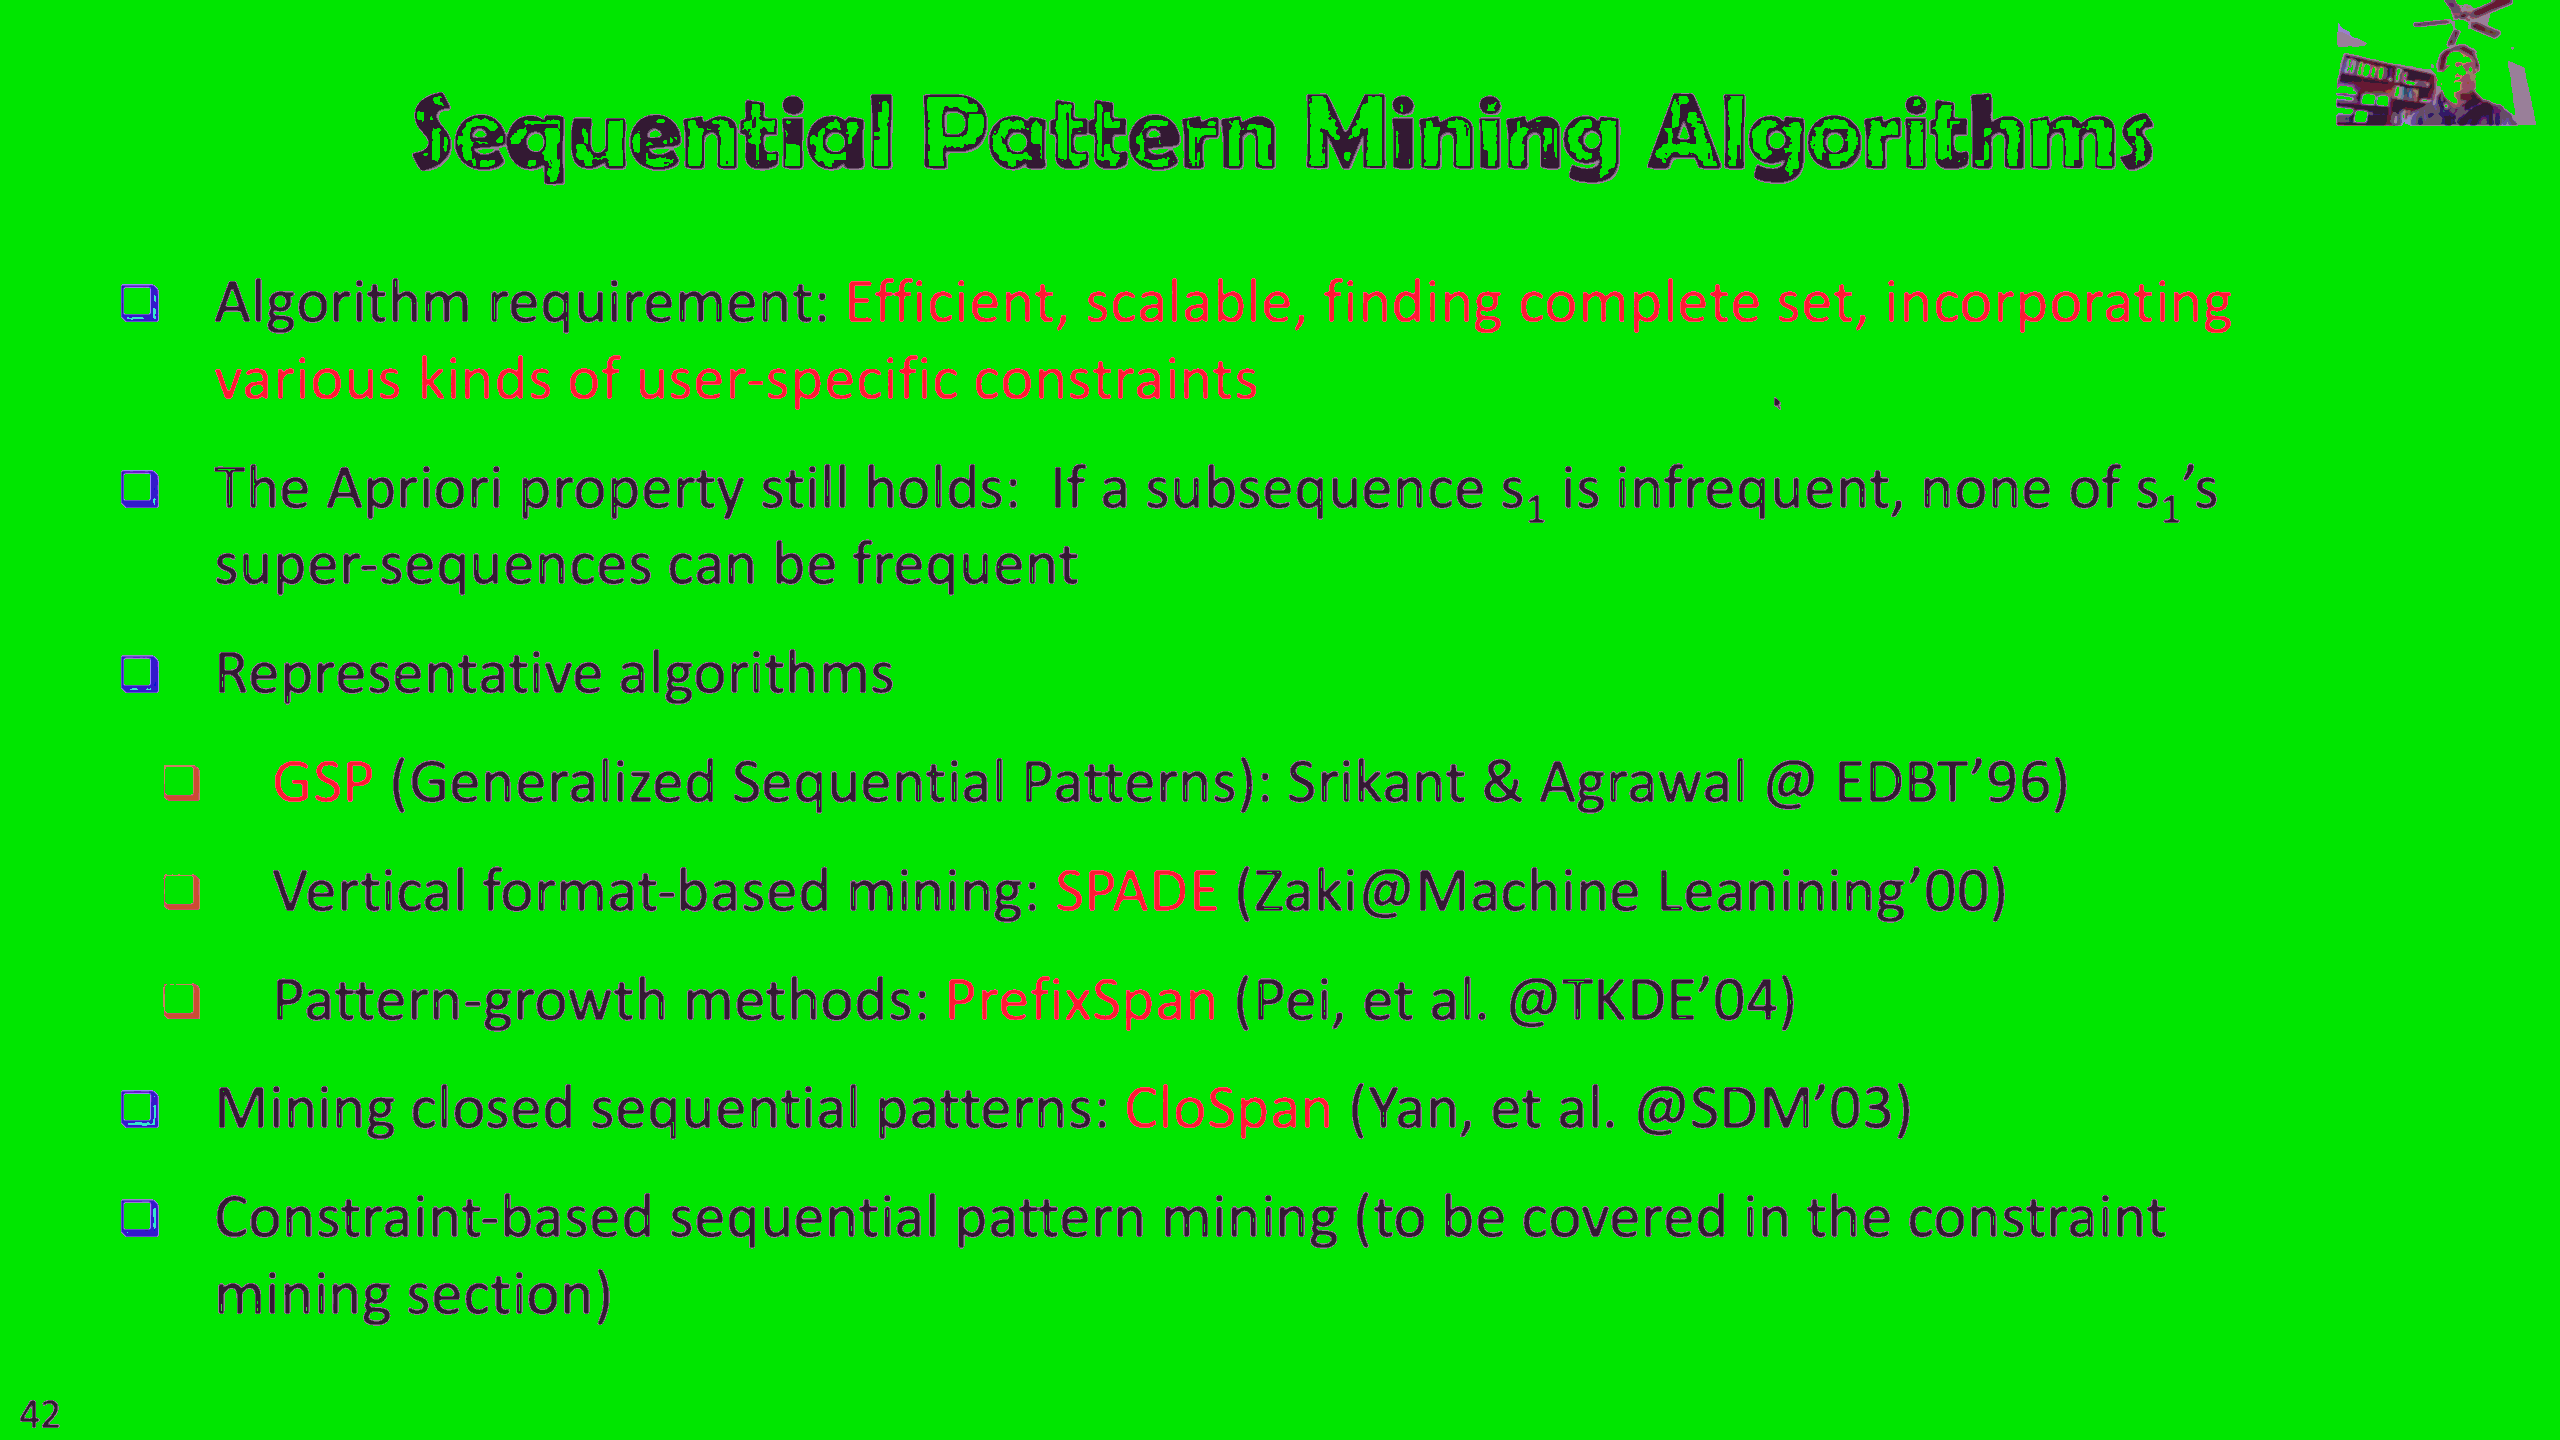 Sequential Pattern Mining Algorithms
❑ Algorithm requirement: Efficient, scalable, finding complete set, incorporating
various kinds of user-specific constraints
❑ The Apriori property still holds: If a subsequence s₁ is infrequent, none of s₁’s
super-sequences can be frequent
❑ Representative algorithms
❑ GSP (Generalized Sequential Patterns): Srikant & Agrawal @ EDBT’96)
❑ Vertical format-based mining: SPADE (Zaki@Machine Leanining’00)
❑ Pattern-growth methods: PrefixSpan (Pei, et al. @TKDE’04)
❑ Mining closed sequential patterns: CloSpan (Yan, et al. @SDM’03)
❑ Constraint-based sequential pattern mining (to be covered in the constraint
mining section)
42